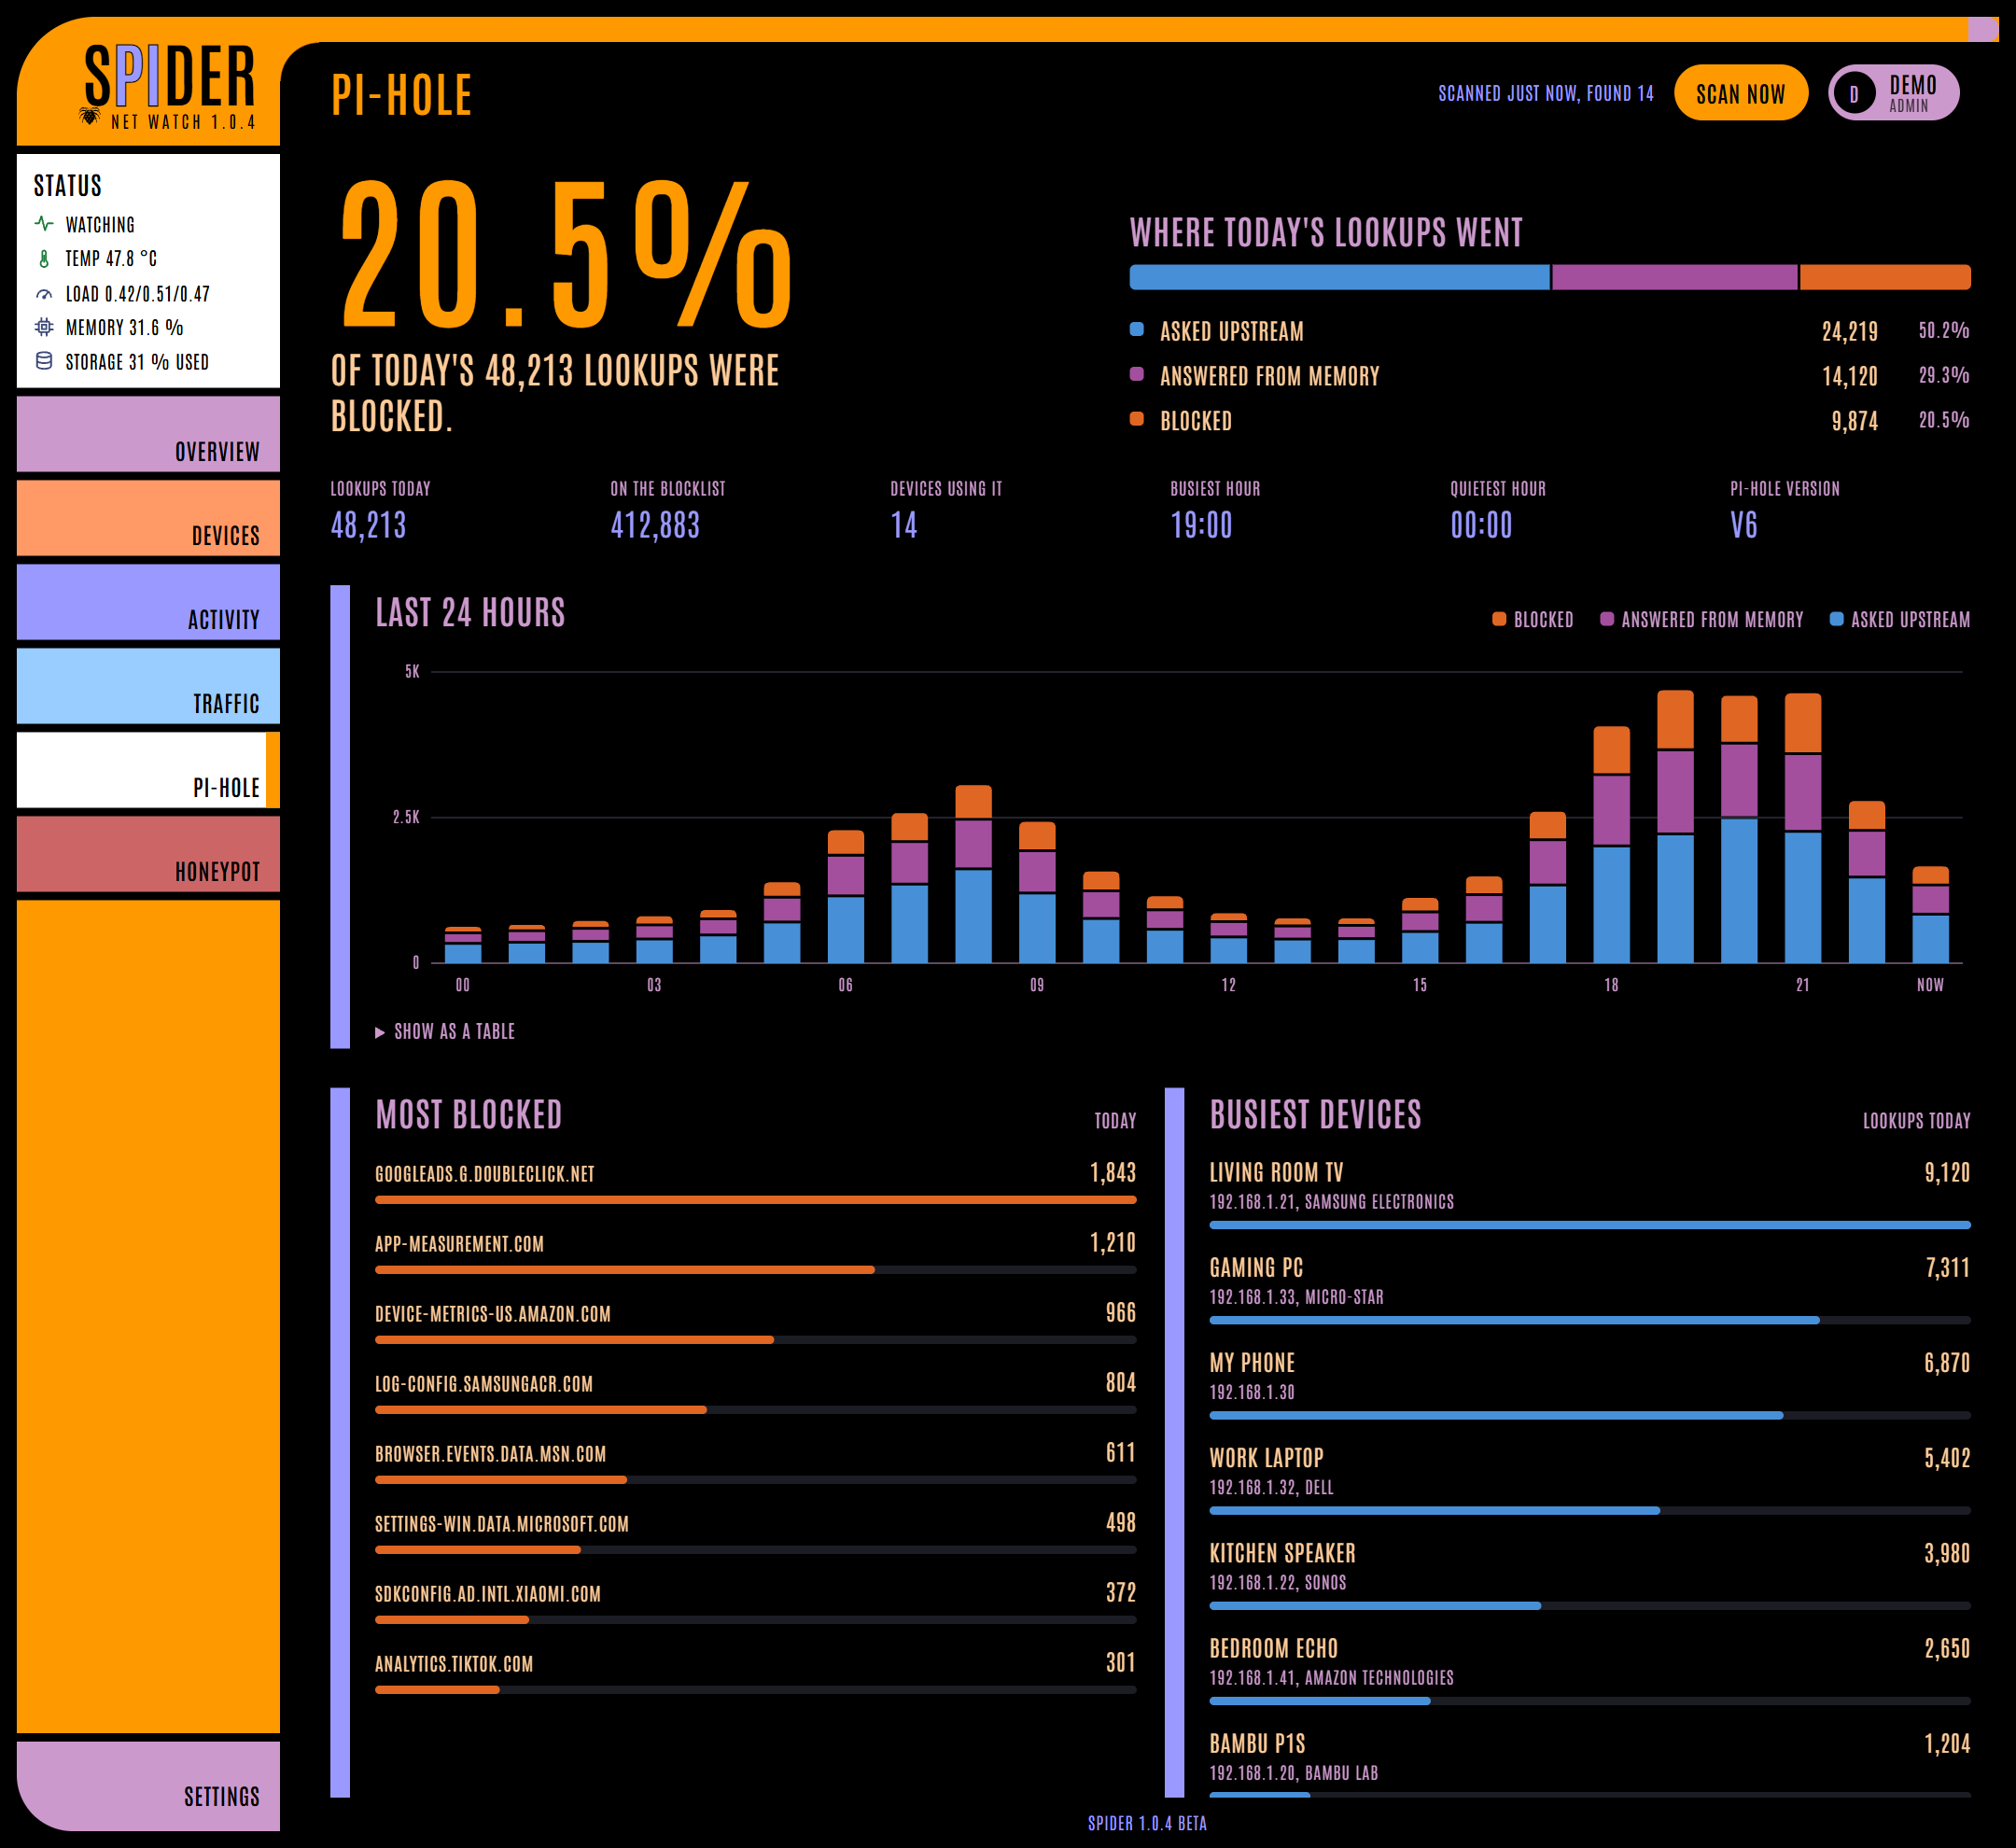 SPIDER
NET WATCH 1.0.4
STATUS
WATCHING
TEMP 47.8 °C
LOAD 0.42/0.51/0.47
MEMORY 31.6 %
STORAGE 31 % USED
OVERVIEW
DEVICES
ACTIVITY
TRAFFIC
PI-HOLE
HONEYPOT
SETTINGS
PI-HOLE
SCANNED JUST NOW, FOUND 14
SCAN NOW
D
DEMO
ADMIN
20.5%
OF TODAY'S 48,213 LOOKUPS WERE
BLOCKED.
WHERE TODAY'S LOOKUPS WENT
ASKED UPSTREAM 24,219 50.2%
ANSWERED FROM MEMORY 14,120 29.3%
BLOCKED 9,874 20.5%
LOOKUPS TODAY
48,213
ON THE BLOCKLIST
412,883
DEVICES USING IT
14
BUSIEST HOUR
19:00
QUIETEST HOUR
00:00
PI-HOLE VERSION
V6
LAST 24 HOURS
BLOCKED ANSWERED FROM MEMORY ASKED UPSTREAM
5K
2.5K
0
00 03 06 09 12 15 18 21 NOW
SHOW AS A TABLE
MOST BLOCKED TODAY
GOOGLEADS.G.DOUBLECLICK.NET 1,843
APP-MEASUREMENT.COM 1,210
DEVICE-METRICS-US.AMAZON.COM 966
LOG-CONFIG.SAMSUNGACR.COM 804
BROWSER.EVENTS.DATA.MSN.COM 611
SETTINGS-WIN.DATA.MICROSOFT.COM 498
SDKCONFIG.AD.INTL.XIAOMI.COM 372
ANALYTICS.TIKTOK.COM 301
BUSIEST DEVICES LOOKUPS TODAY
LIVING ROOM TV 9,120
192.168.1.21, SAMSUNG ELECTRONICS
GAMING PC 7,311
192.168.1.33, MICRO-STAR
MY PHONE 6,870
192.168.1.30
WORK LAPTOP 5,402
192.168.1.32, DELL
KITCHEN SPEAKER 3,980
192.168.1.22, SONOS
BEDROOM ECHO 2,650
192.168.1.41, AMAZON TECHNOLOGIES
BAMBU P1S 1,204
192.168.1.20, BAMBU LAB
SPIDER 1.0.4 BETA